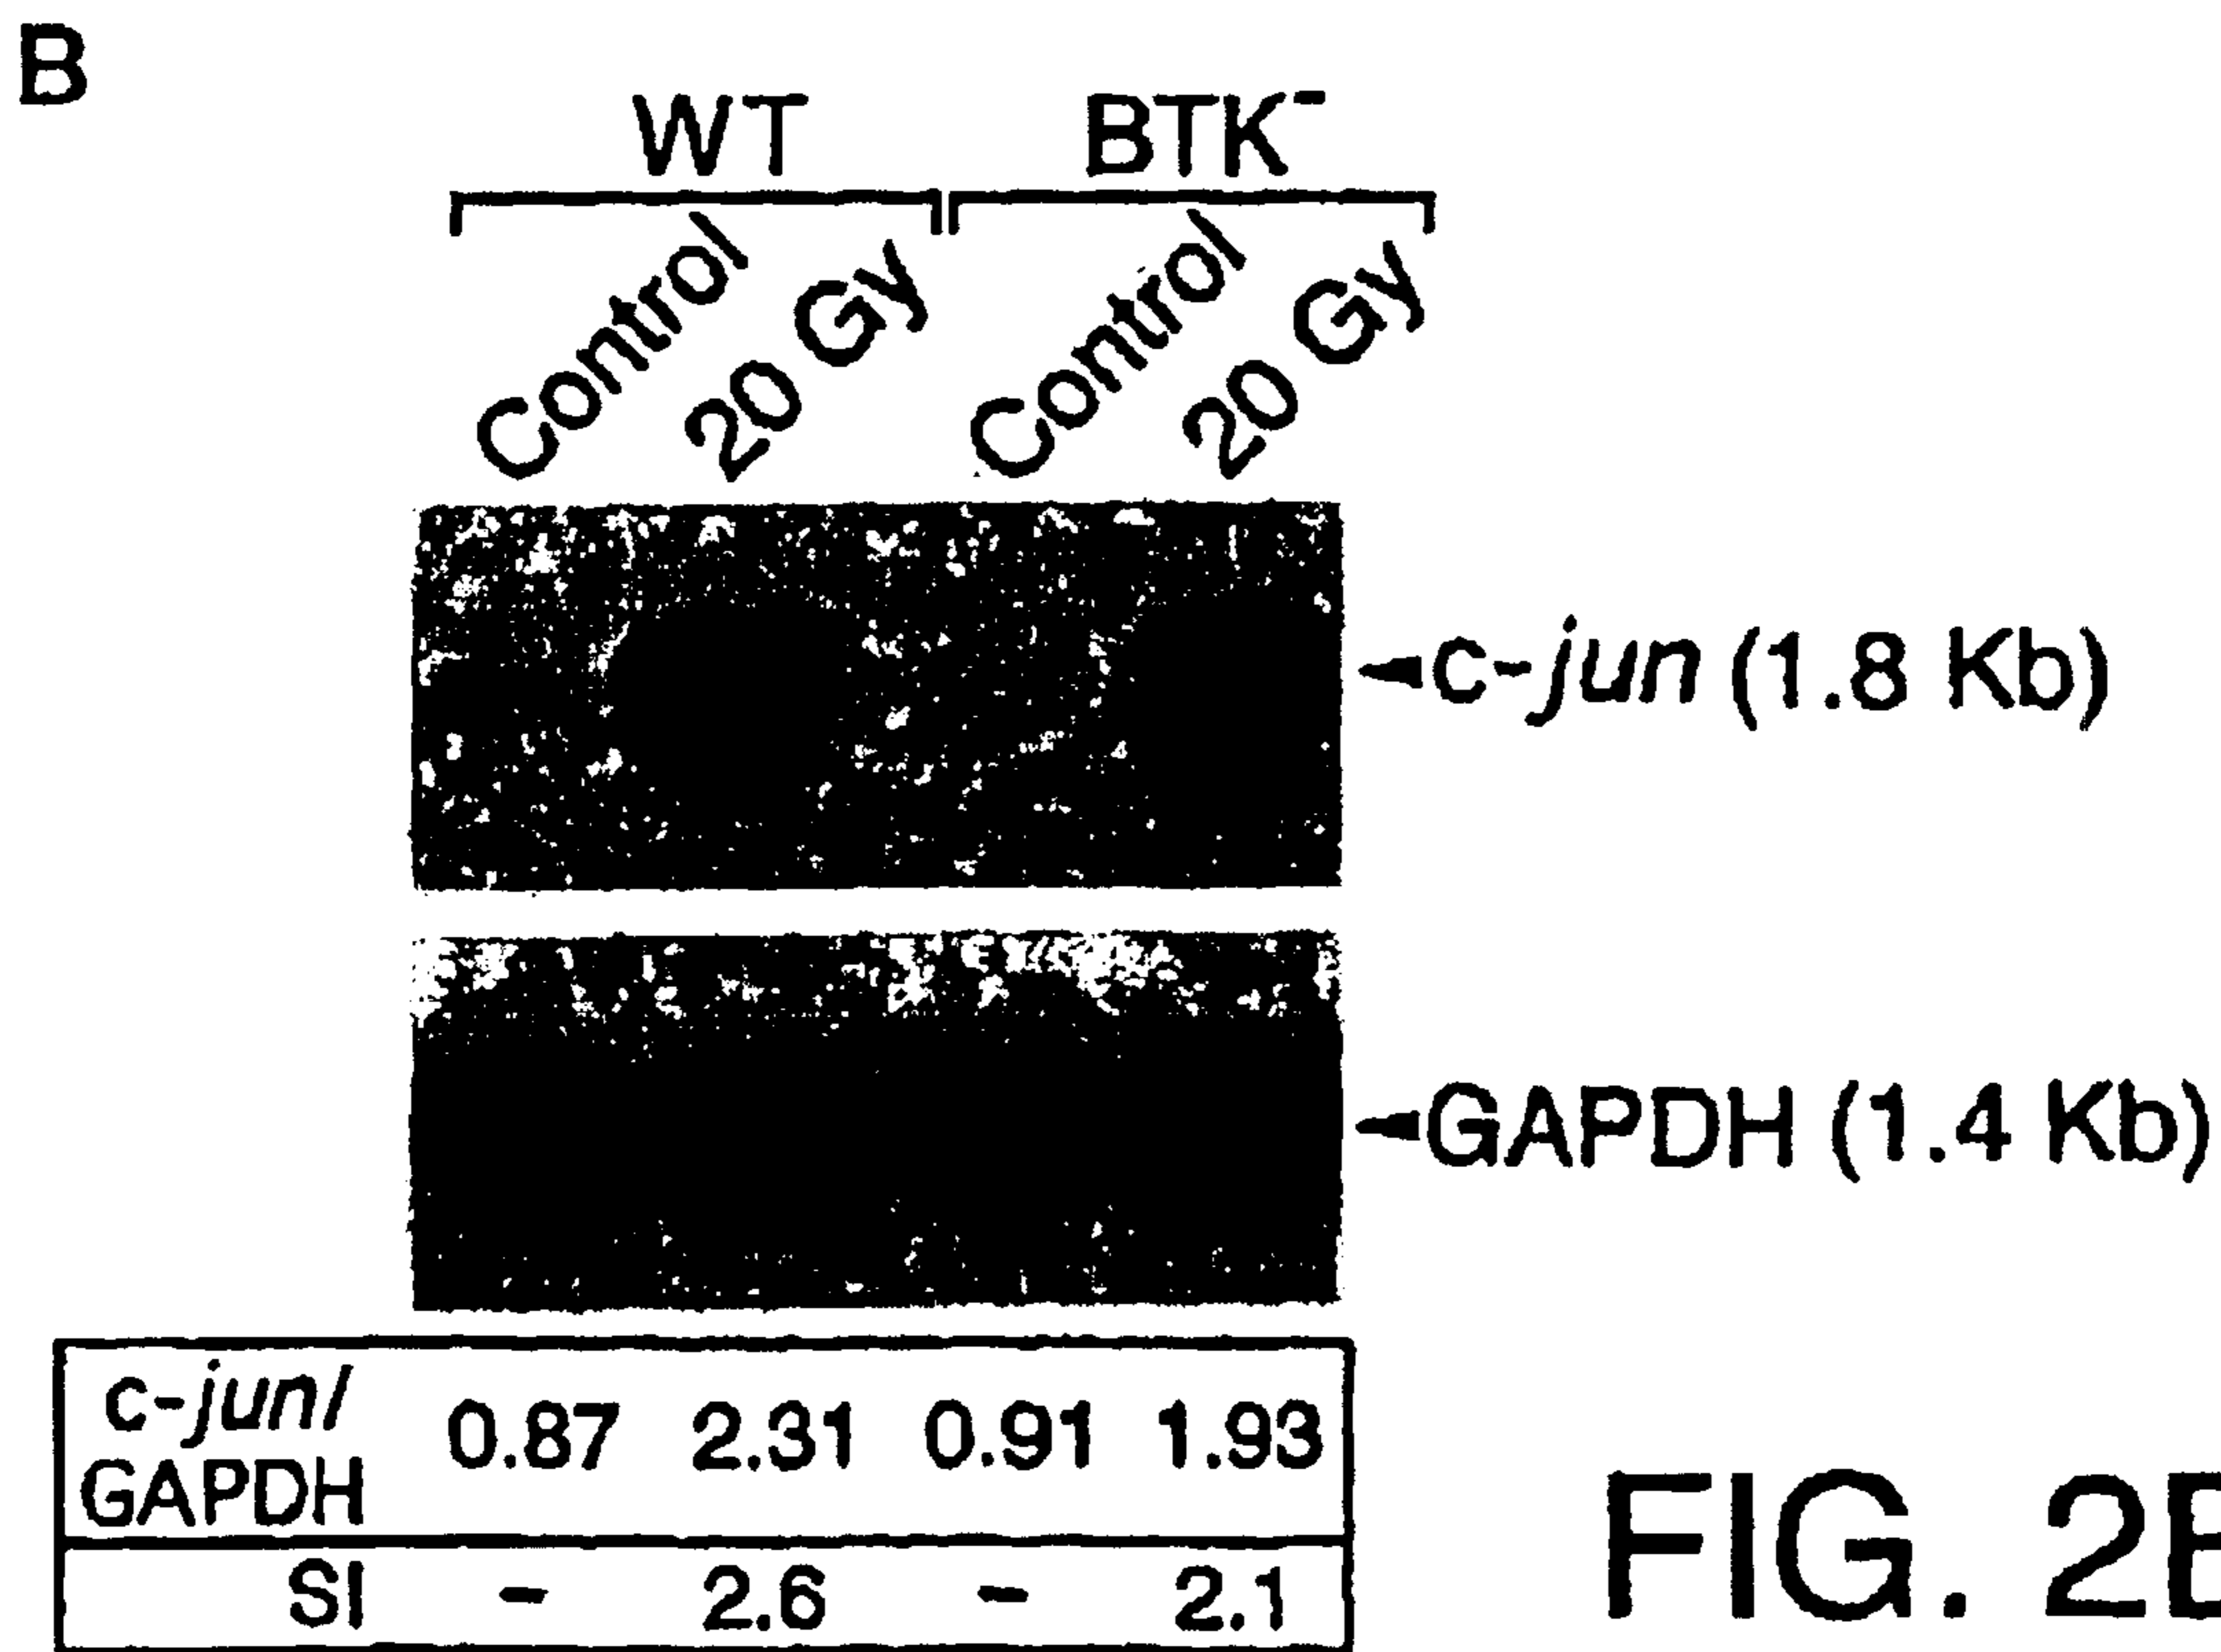 B
WT BTK⁻
Control 20 Gy Control 20 Gy
c-jun (1.8 Kb)
GAPDH (1.4 Kb)
c-jun/
GAPDH 0.87 2.31 0.91 1.93
SI - 2.6 - 2.1
FIG. 2B